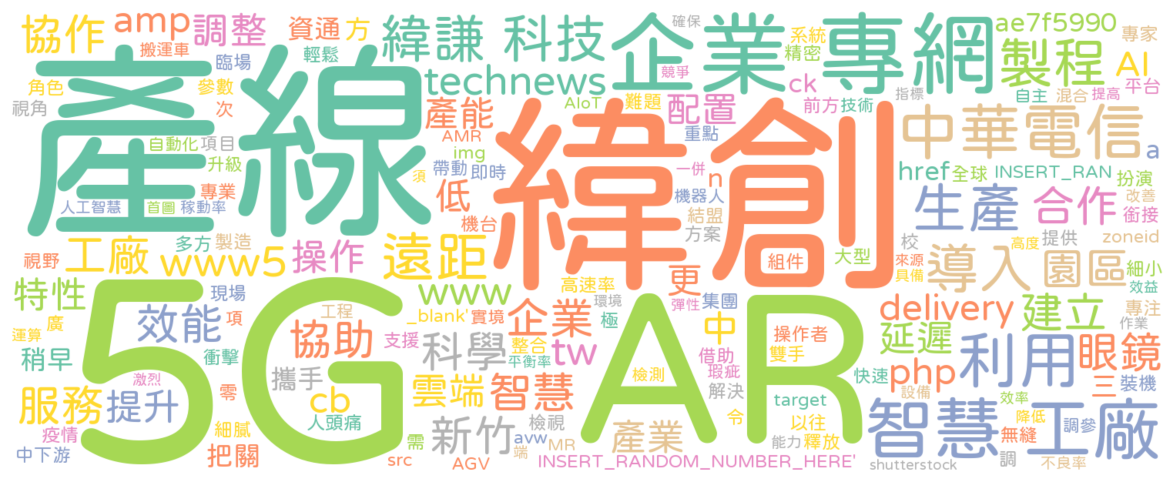 協作 amp 調整 資通 方 緯謙 科技 企業 專網 ae7f5990 確保 專家
搬運車 臨場 輕鬆 系統 精密 製程 AI
角色 參數 technews 競爭 ck 平台
視角 次 產線 產能 AIoT 難題 配置 前方 技術 指標 自主 混合 提高
自動化 項目 AMR 重點 中華電信 a
升級 img 帶動 即時 須 一併 n href 全球 INSERT_RAN 扮演
專業 低 機器人 改善
人工智慧 首圖 稼動率 機台 緯創 結盟 生產 合作 銜接
多方 製造 方案 校 提供 zoneid
工廠 www5 操作 遠距 更 組件 大型 導入 園區
視野 高速率 來源 高度 細小
特性 現場 www 彈性 集團 具備 效益
運算 廣 效能 項 工程 _blank' 實境 環境 企業 極 中 操作者 delivery 建立 專注
稍早 衝擊 5G 協助 支援 平衡率 整合 AR 借助 雙手 延遲 作業
激烈 零 攜手 科學 tw 檢測 瑕疵 快速 php 利用 眼鏡
服務 提升 cb 雲端 智慧 解決 target 設備 三 裝機
疫情 細膩 人頭痛 檢視 令 以往 效率
中下游 把關 需 新竹 avw MR 產業 能力 釋放 智慧 工廠 降低 調參 無縫
src AGV 端 INSERT_RANDOM_NUMBER_HERE' shutterstock 調 不良率